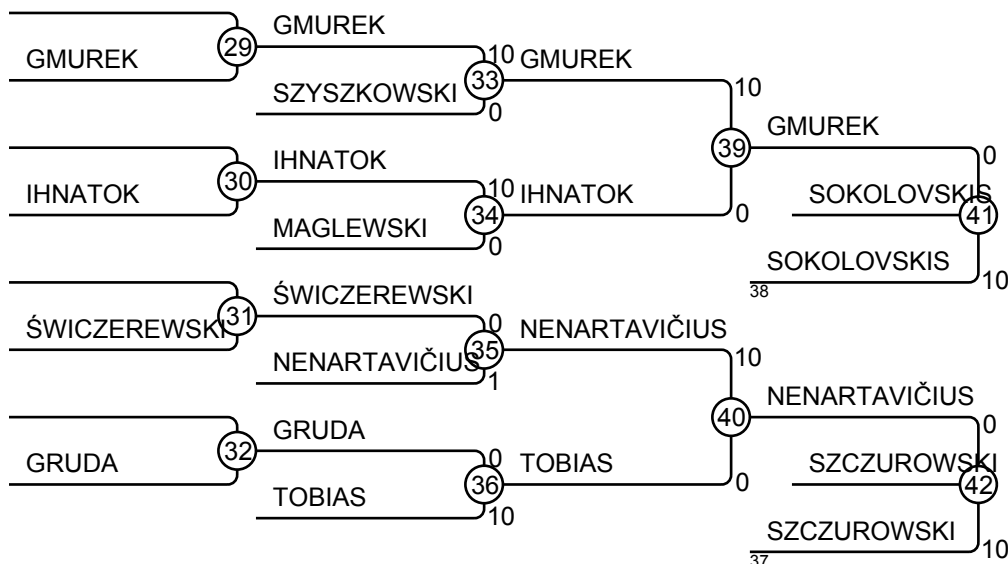 GMUREK
29
GMUREK
10
GMUREK
SZYSZKOWSKI
33
0
10
IHNATOK
30
IHNATOK
10
IHNATOK
MAGLEWSKI
34
0
39
0
GMUREK
0
SOKOLOVSKIS
41
SOKOLOVSKIS
38
10
ŚWICZEREWSKI
31
ŚWICZEREWSKI
0
NENARTAVIČIUS
NENARTAVIČIUS
35
1
10
GRUDA
32
GRUDA
0
TOBIAS
TOBIAS
36
10
40
0
NENARTAVIČIUS
0
SZCZUROWSKI
42
SZCZUROWSKI
37
10